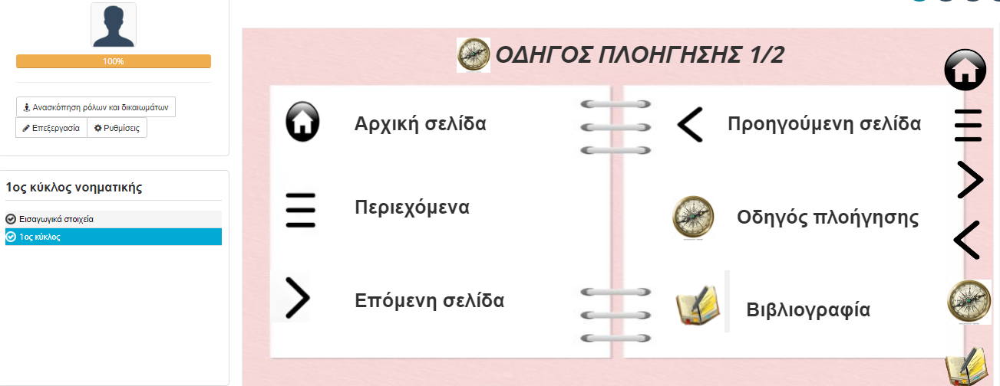 100%
Ανασκόπηση ρόλων και δικαιωμάτων
Επεξεργασία
Ρυθμίσεις
1ος κύκλος νοηματικής
Εισαγωγικά στοιχεία
1ος κύκλος
ΟΔΗΓΟΣ ΠΛΟΗΓΗΣΗΣ 1/2
Αρχική σελίδα
Περιεχόμενα
Επόμενη σελίδα
Προηγούμενη σελίδα
Οδηγός πλοήγησης
Βιβλιογραφία